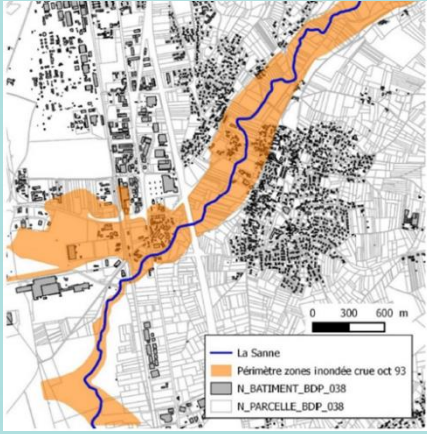 0 300 600 m
La Sanne
Périmètre zones inondée crue oct 93
N_BATIMENT_BDP_038
N_PARCELLE_BDP_038